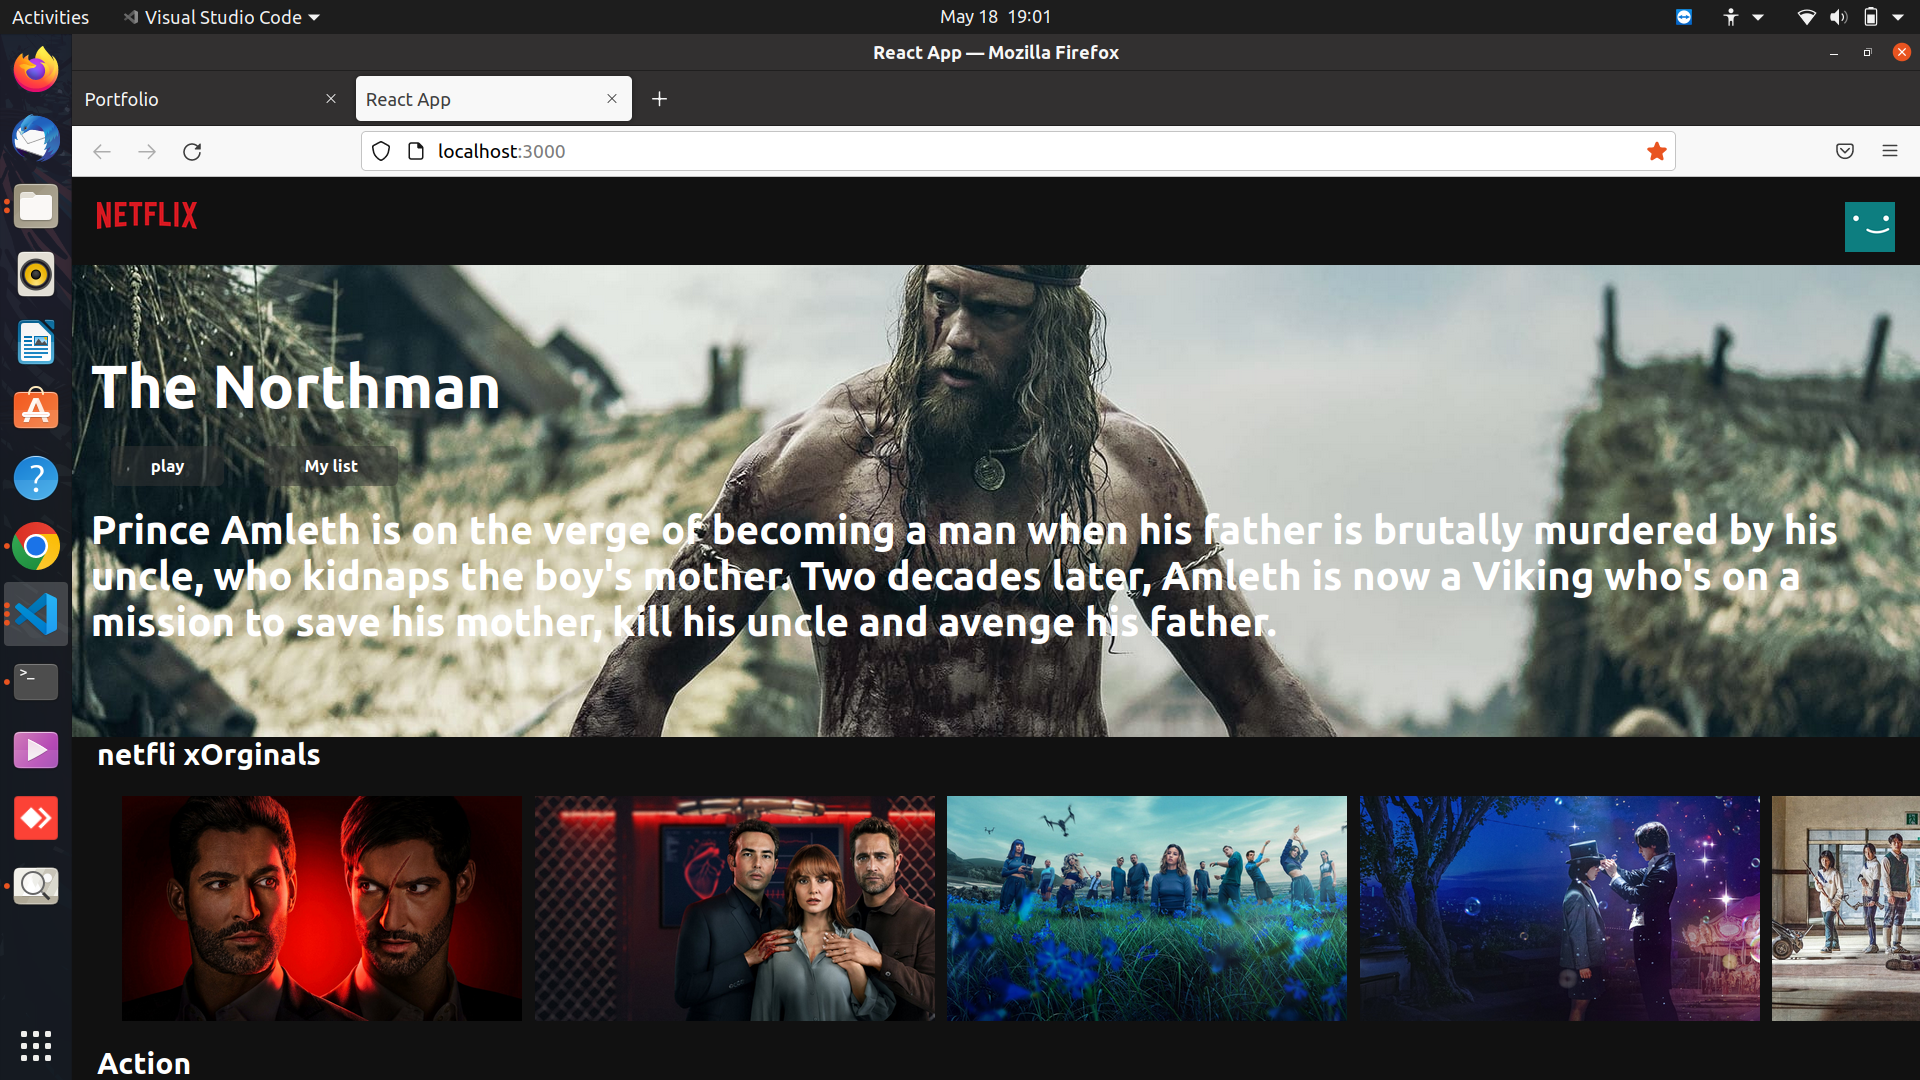 Activities
Visual Studio Code
May 18 19:01
React App — Mozilla Firefox
Portfolio
React App
localhost:3000
NETFLIX
The Northman
play
My list
Prince Amleth is on the verge of becoming a man when his father is brutally murdered by his
uncle, who kidnaps the boy's mother. Two decades later, Amleth is now a Viking who's on a
mission to save his mother, kill his uncle and avenge his father.
netfli xOrginals
Action